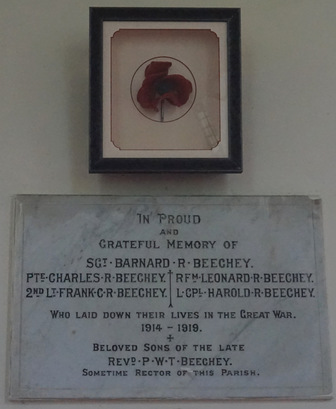 IN PROUD
AND
GRATEFUL MEMORY OF
SGT BARNARD · R · BEECHEY.
PTE CHARLES · R · BEECHEY. RFM LEONARD · R · BEECHEY.
2ND LT FRANK · C · R · BEECHEY. L · CPL HAROLD · R · BEECHEY.
WHO LAID DOWN THEIR LIVES IN THE GREAT WAR.
1914 – 1919.
BELOVED SONS OF THE LATE
REVD · P · W · T · BEECHEY.
SOMETIME RECTOR OF THIS PARISH.